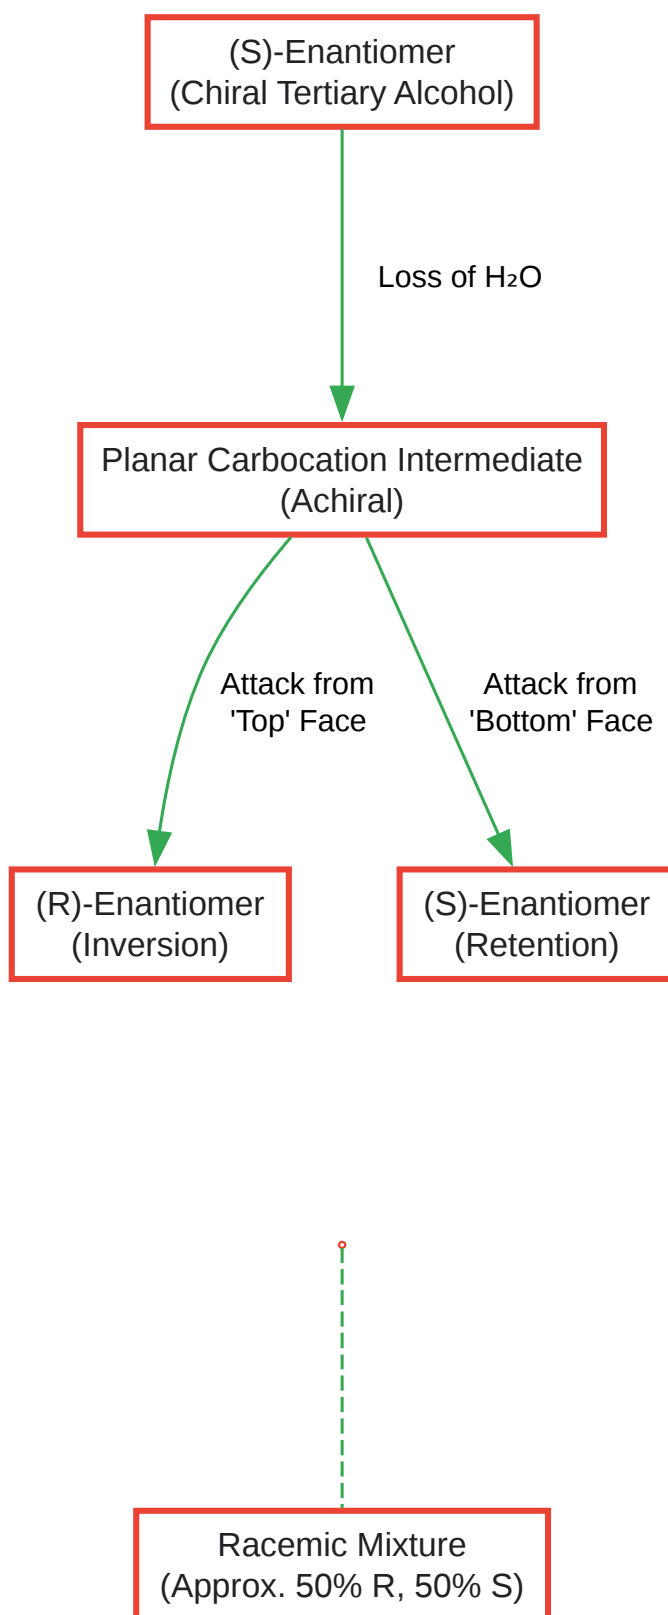 (S)-Enantiomer
(Chiral Tertiary Alcohol)
Loss of H₂O
Planar Carbocation Intermediate
(Achiral)
Attack from
'Top' Face
Attack from
'Bottom' Face
(R)-Enantiomer
(Inversion)
(S)-Enantiomer
(Retention)
Racemic Mixture
(Approx. 50% R, 50% S)